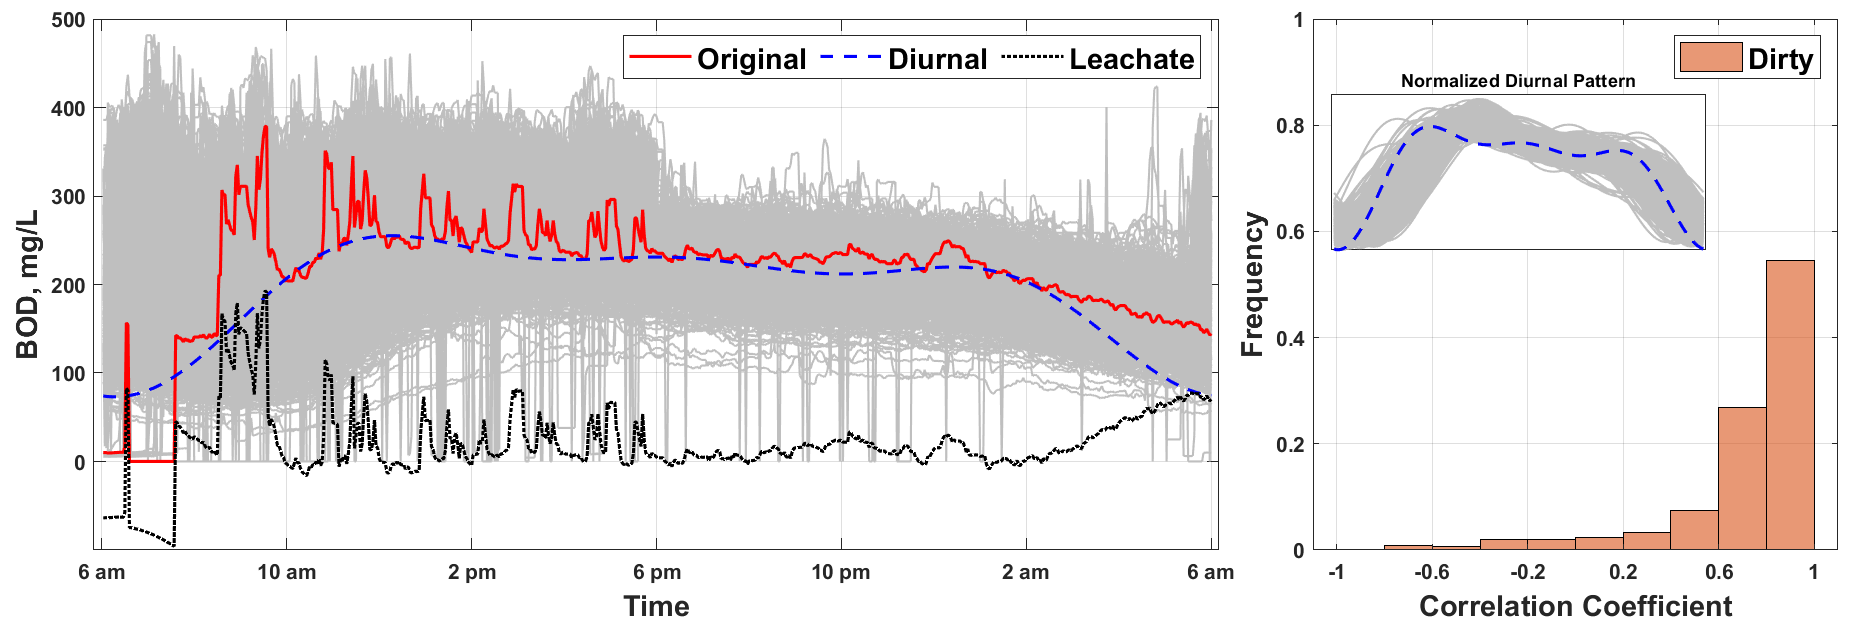 500
400
300
200
100
0
BOD, mg/L
Original Diurnal Leachate
6 am 10 am 2 pm 6 pm 10 pm 2 am 6 am
Time
1
0.8
0.6
0.4
0.2
0
Frequency
Dirty
Normalized Diurnal Pattern
-1 -0.6 -0.2 0.2 0.6 1
Correlation Coefficient